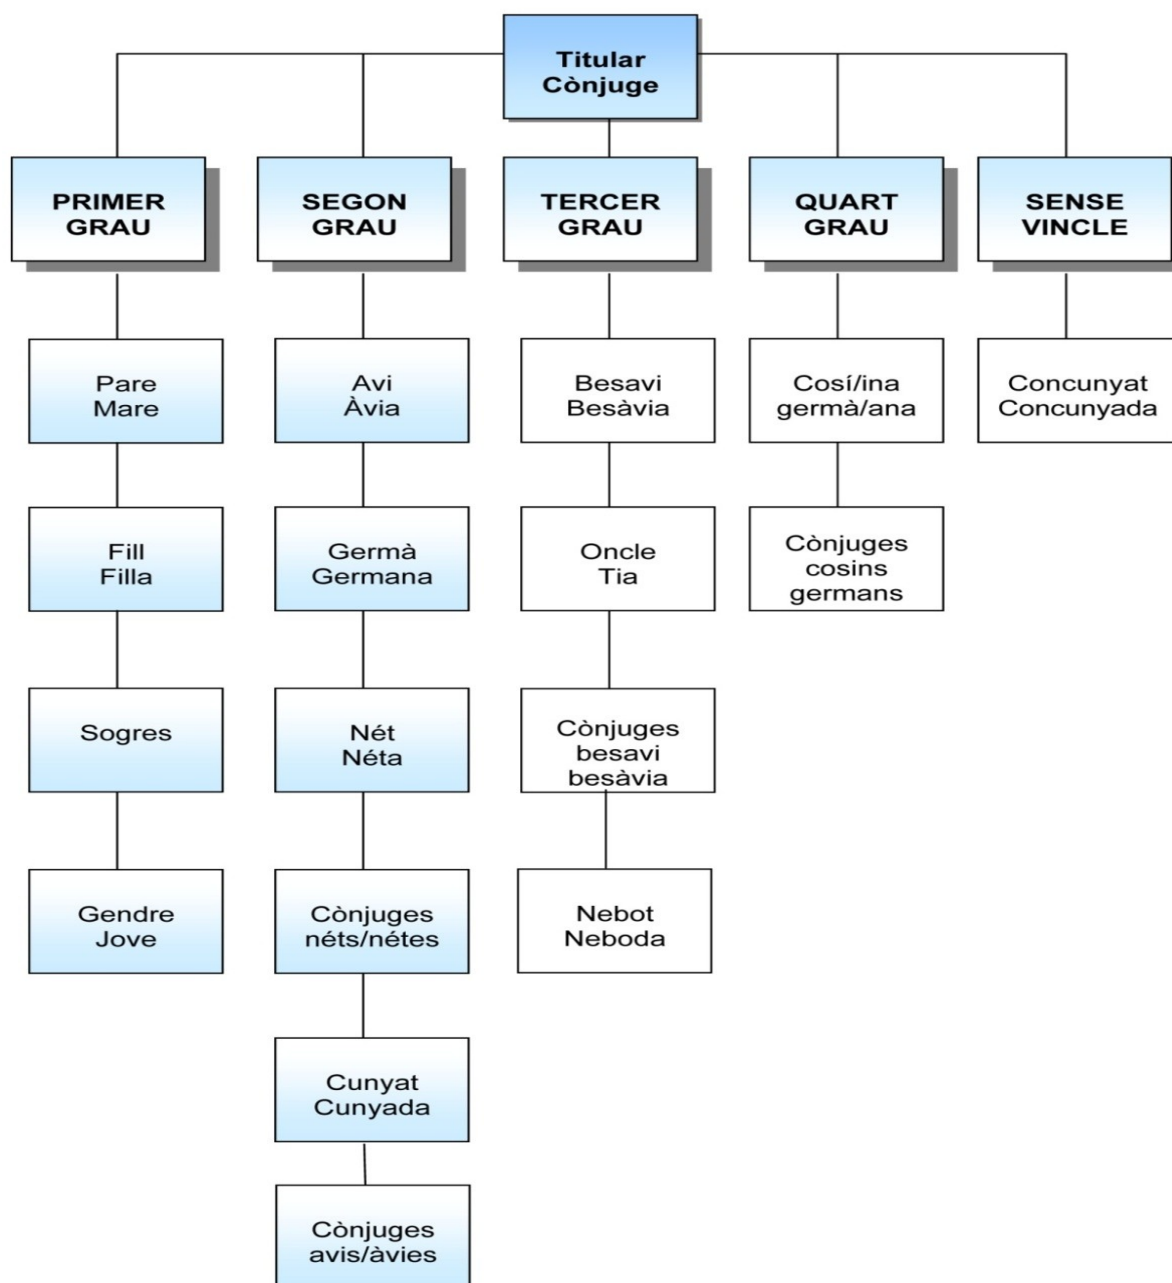 Titular
Cònjuge
PRIMER
GRAU
SEGON
GRAU
TERCER
GRAU
QUART
GRAU
SENSE
VINCLE
Pare
Mare
Avi
Àvia
Besavi
Besàvia
Cosí/ina
germà/ana
Concunyat
Concunyada
Fill
Filla
Germà
Germana
Oncle
Tia
Cònjuges
cosins
germans
Sogres
Nét
Néta
Cònjuges
besavi
besàvia
Gendre
Jove
Cònjuges
néts/nétes
Nebot
Neboda
Cunyat
Cunyada
Cònjuges
avis/àvies